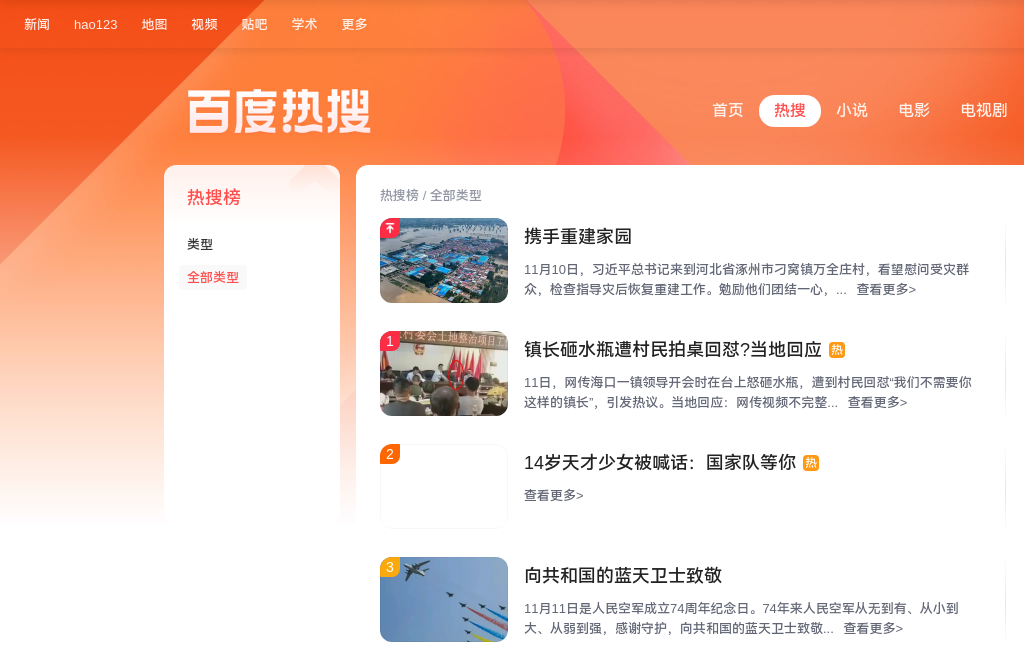 新闻 hao123 地图 视频 贴吧 学术 更多
百度热搜
首页 热搜 小说 电影 电视剧
热搜榜
类型
全部类型
热搜榜 / 全部类型
携手重建家园
11月10日，习近平总书记来到河北省涿州市刁窝镇万全庄村，看望慰问受灾群
众，检查指导灾后恢复重建工作。勉励他们团结一心，... 查看更多>
1
村委会土地整治项目工
镇长砸水瓶遭村民拍桌回怼?当地回应 热
11日，网传海口一镇领导开会时在台上怒砸水瓶，遭到村民回怼“我们不需要你
这样的镇长”，引发热议。当地回应：网传视频不完整... 查看更多>
2
14岁天才少女被喊话：国家队等你 热
查看更多>
3
向共和国的蓝天卫士致敬
11月11日是人民空军成立74周年纪念日。74年来人民空军从无到有、从小到
大、从弱到强，感谢守护，向共和国的蓝天卫士致敬... 查看更多>